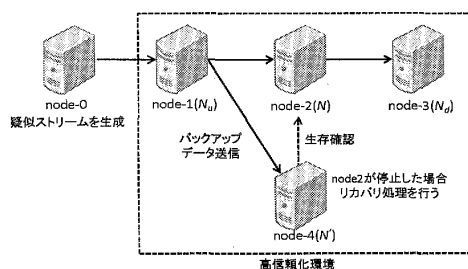 node-0
疑似ストリームを生成
node-1(Nu)
node-2(N)
node-3(Nd)
バックアップ
データ送信
生存確認
node2が停止した場合
リカバリ処理を行う
node-4(N')
高信頼化環境